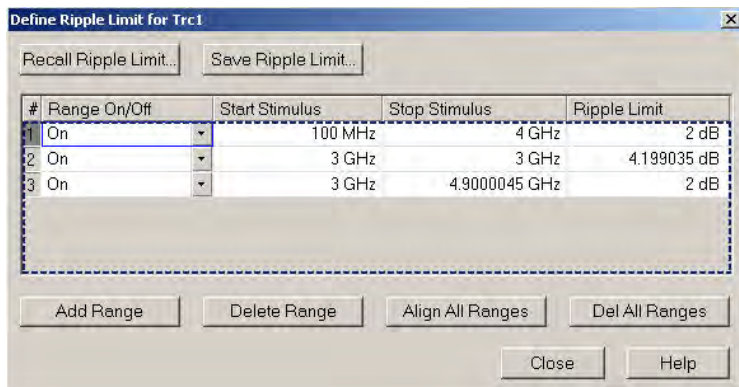 Define Ripple Limit for Trc1
Recall Ripple Limit... Save Ripple Limit...
# Range On/Off Start Stimulus Stop Stimulus Ripple Limit
1 On 100 MHz 4 GHz 2 dB
2 On 3 GHz 3 GHz 4.199035 dB
3 On 3 GHz 4.9000045 GHz 2 dB
Add Range Delete Range Align All Ranges Del All Ranges
Close Help